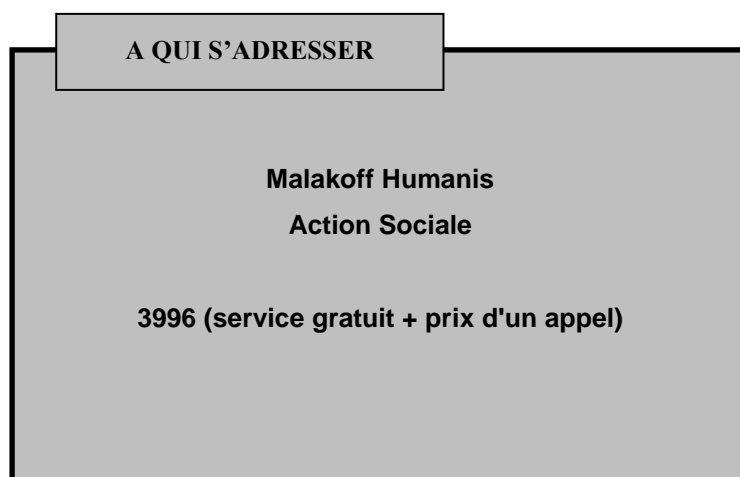 A QUI S’ADRESSER
Malakoff Humanis
Action Sociale
3996 (service gratuit + prix d'un appel)